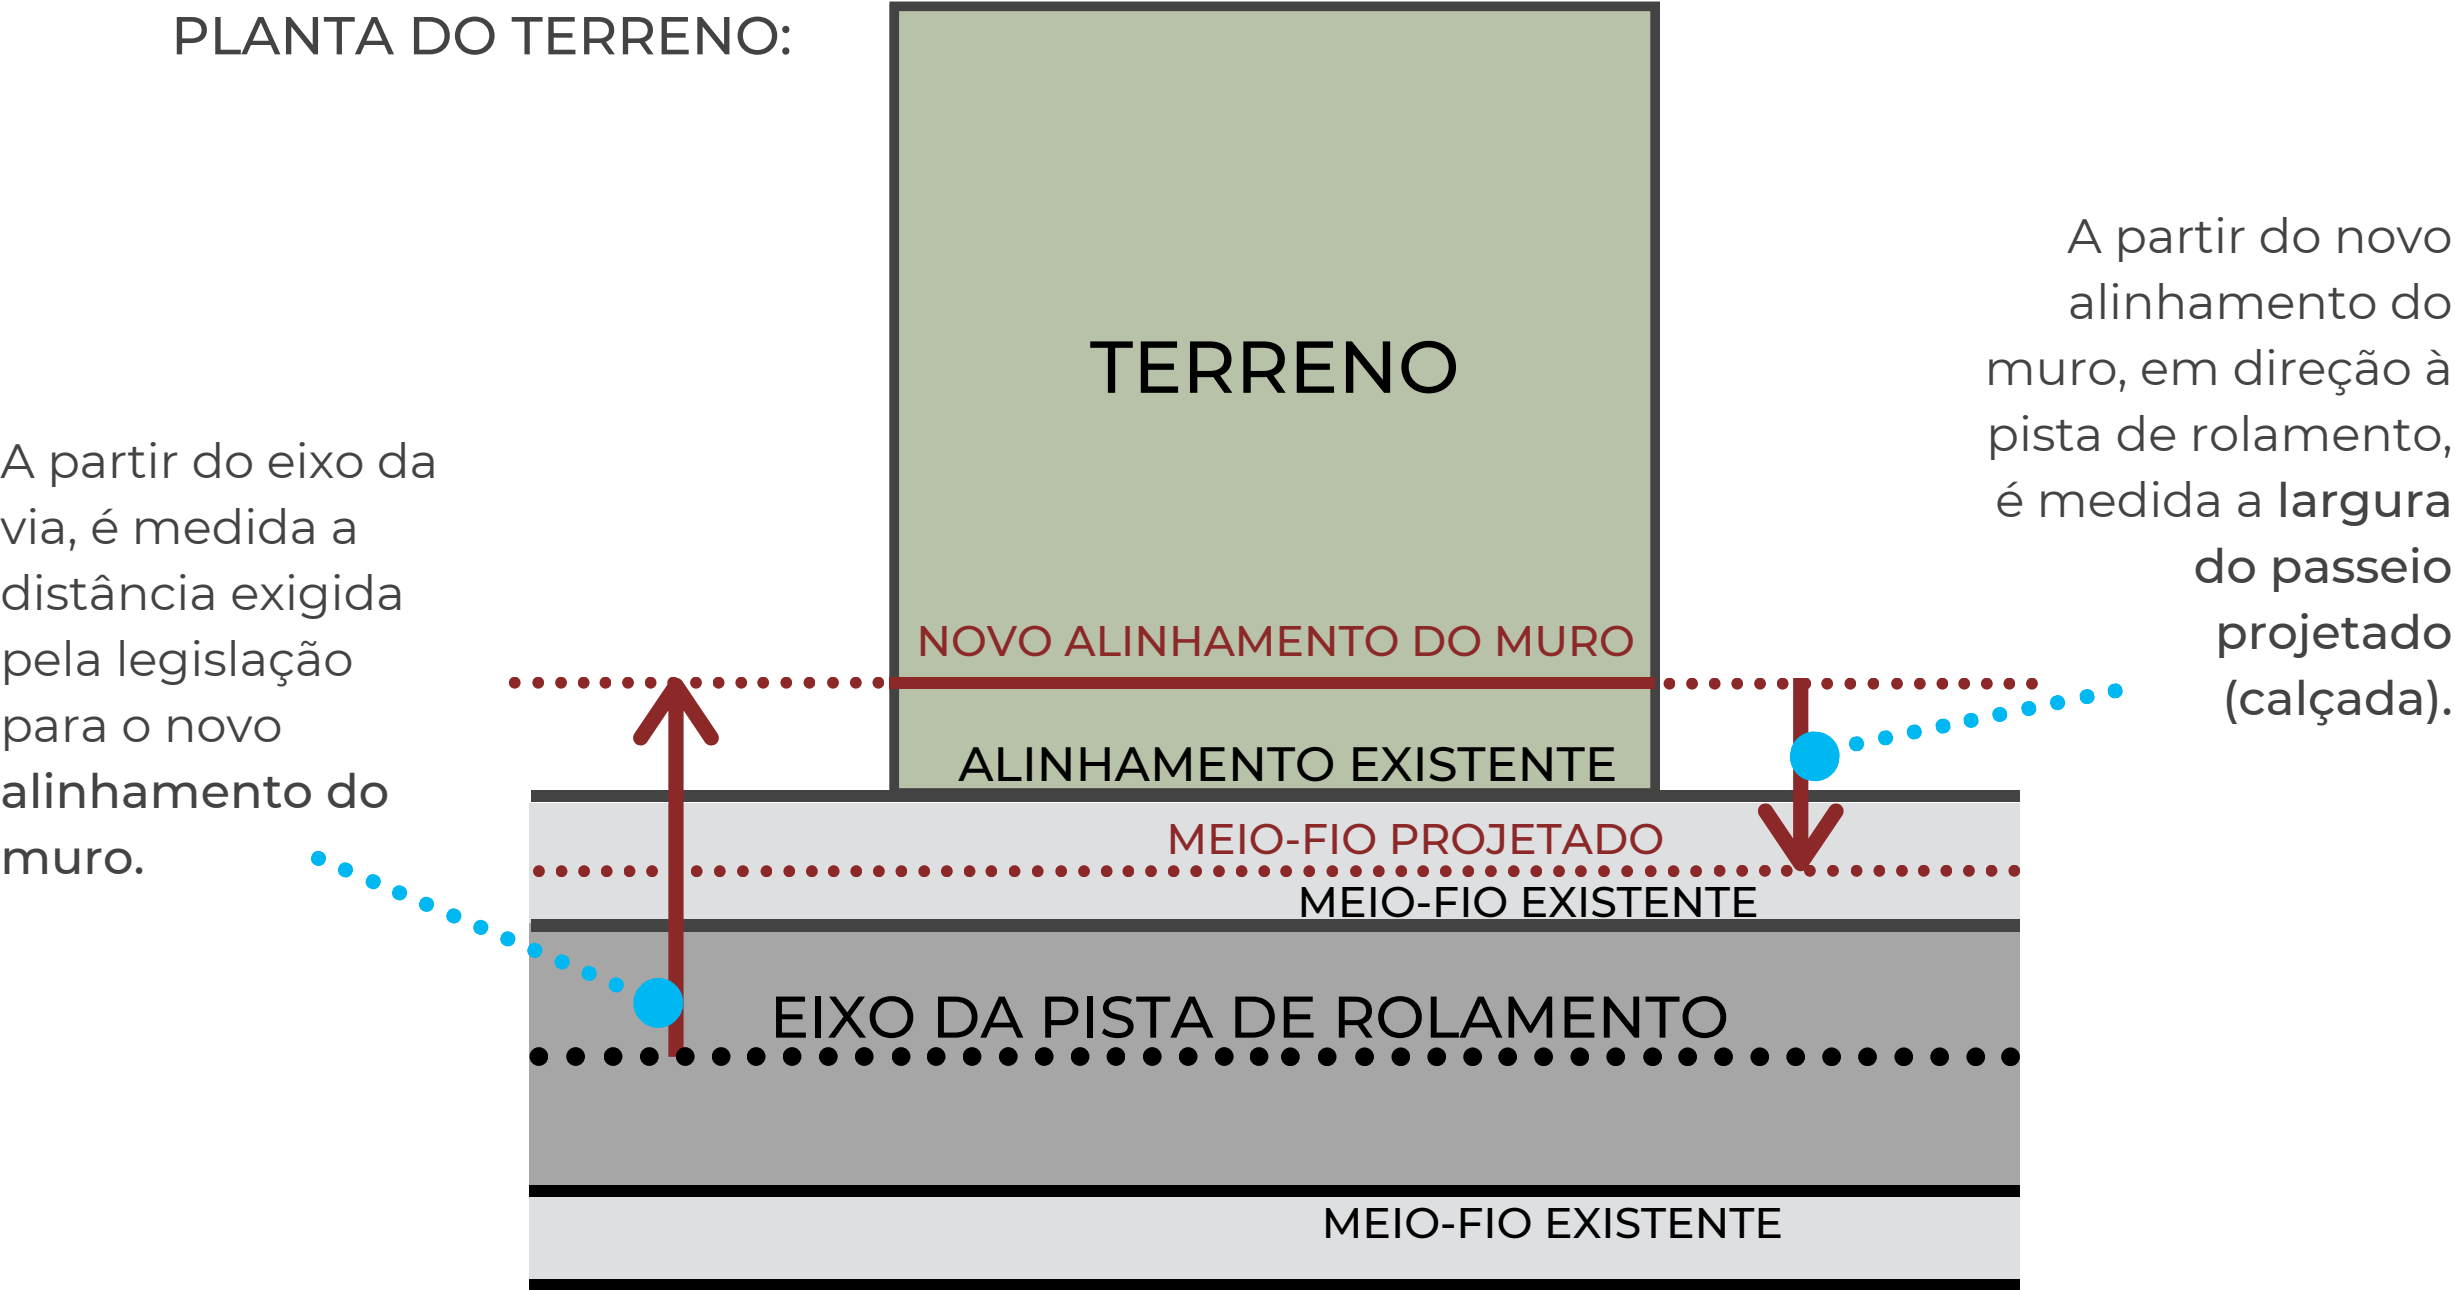 PLANTA DO TERRENO:
A partir do novo
alinhamento do
muro, em direção à
pista de rolamento,
é medida a largura
do passeio
projetado
(calçada).
TERRENO
A partir do eixo da
via, é medida a
distância exigida
pela legislação
para o novo
alinhamento do
muro.
NOVO ALINHAMENTO DO MURO
ALINHAMENTO EXISTENTE
MEIO-FIO PROJETADO
MEIO-FIO EXISTENTE
EIXO DA PISTA DE ROLAMENTO
MEIO-FIO EXISTENTE